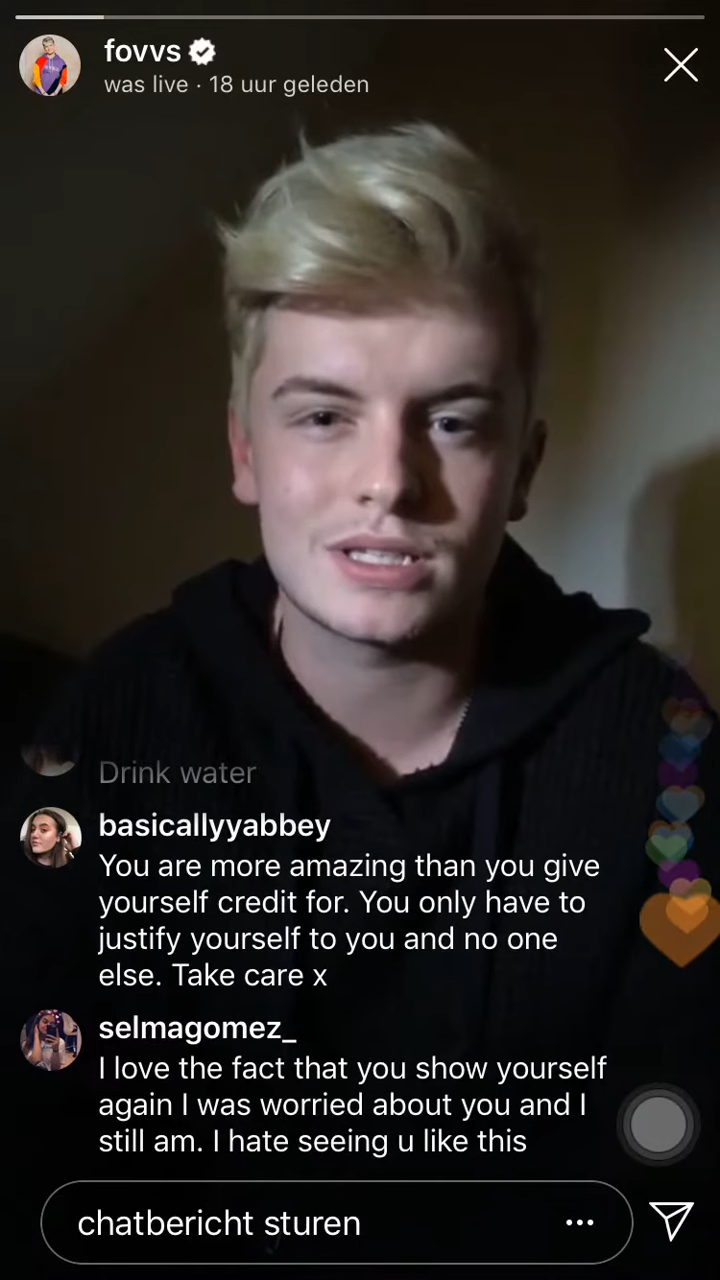 fovvs
was live · 18 uur geleden
Drink water
basicallyyabbey
You are more amazing than you give
yourself credit for. You only have to
justify yourself to you and no one
else. Take care x
selmagomez_
I love the fact that you show yourself
again I was worried about you and I
still am. I hate seeing u like this
chatbericht sturen